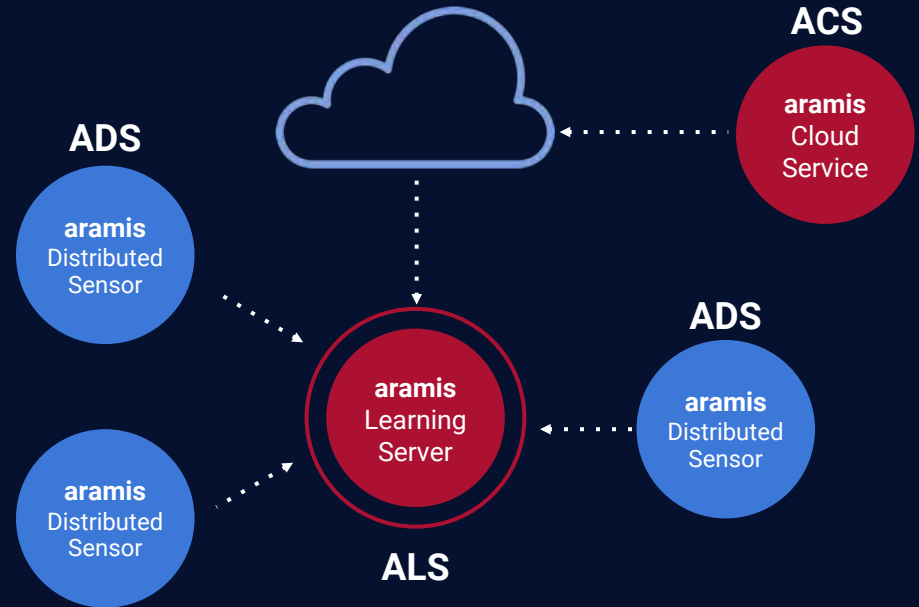 ACS
aramis
Cloud
Service
ADS
aramis
Distributed
Sensor
ADS
aramis
Distributed
Sensor
aramis
Learning
Server
ALS
aramis
Distributed
Sensor